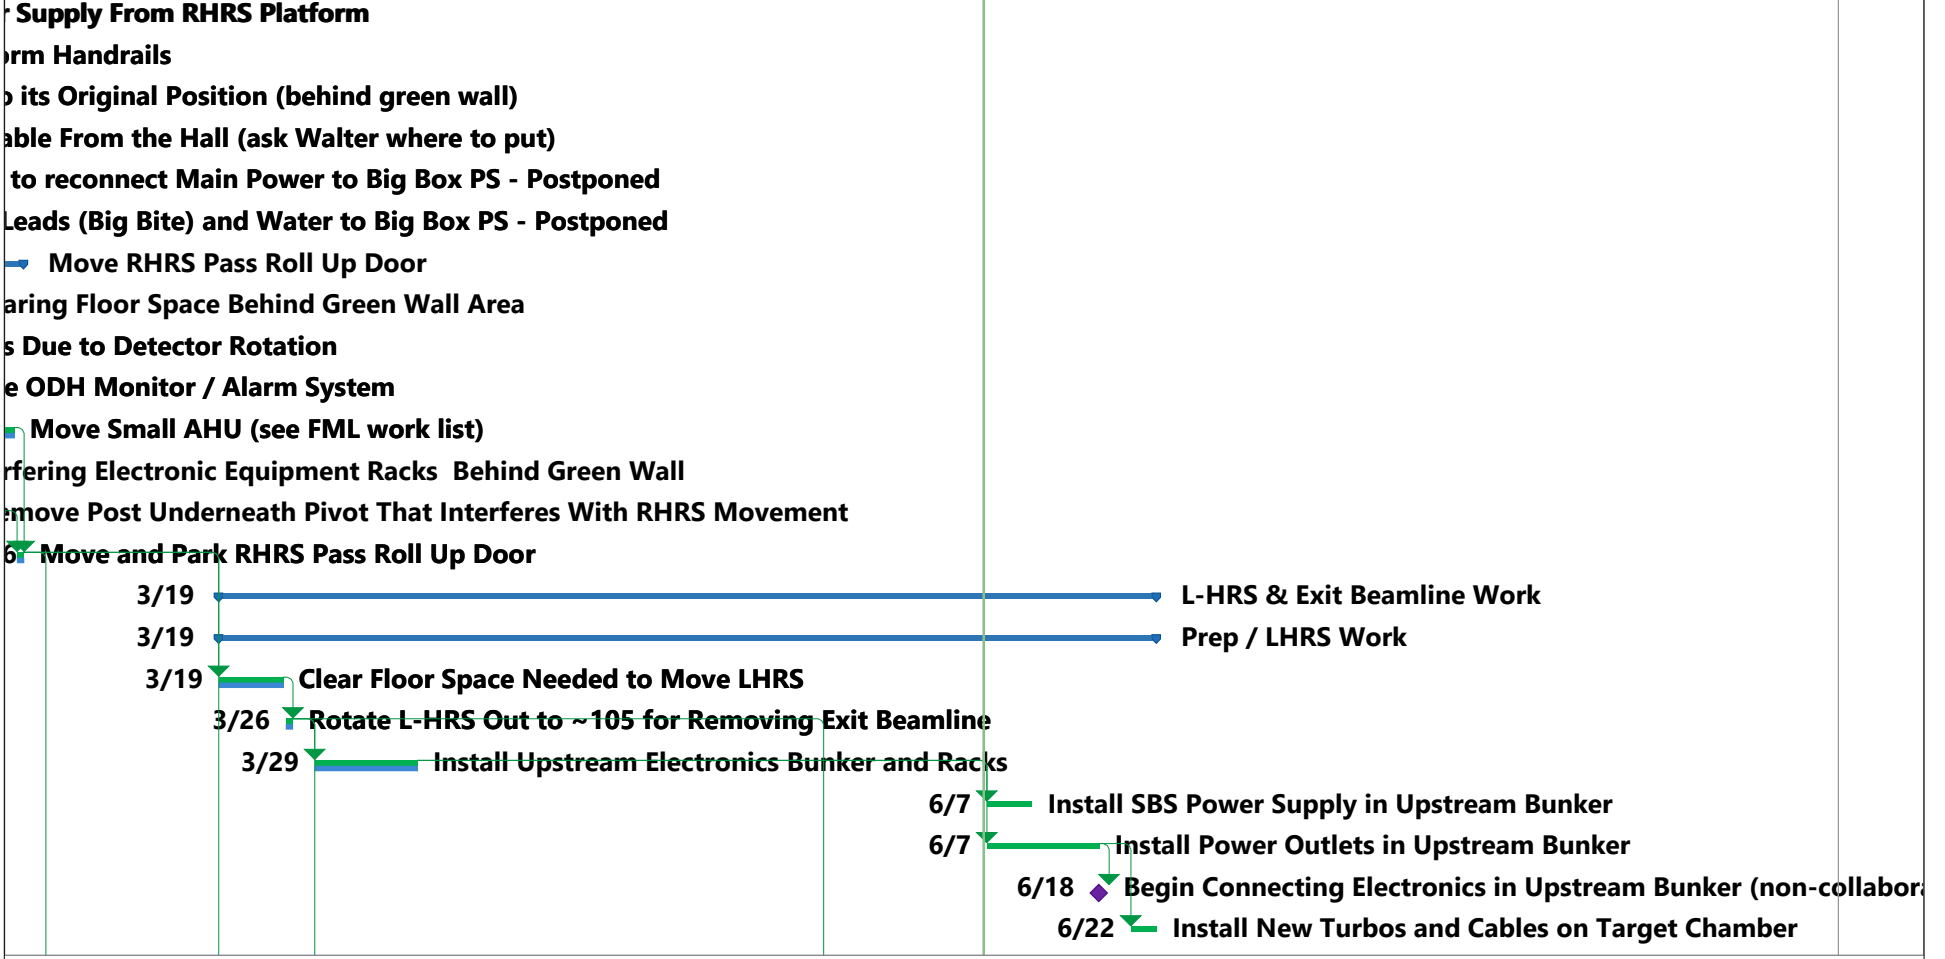 Supply From RHRS Platform
orm Handrails
o its Original Position (behind green wall)
able From the Hall (ask Walter where to put)
to reconnect Main Power to Big Box PS - Postponed
Leads (Big Bite) and Water to Big Box PS - Postponed
Move RHRS Pass Roll Up Door
aring Floor Space Behind Green Wall Area
s Due to Detector Rotation
e ODH Monitor / Alarm System
Move Small AHU (see FML work list)
rfering Electronic Equipment Racks  Behind Green Wall
emove Post Underneath Pivot That Interferes With RHRS Movement
6 Move and Park RHRS Pass Roll Up Door
3/19 L-HRS & Exit Beamline Work
3/19 Prep / LHRS Work
3/19 Clear Floor Space Needed to Move LHRS
3/26 Rotate L-HRS Out to ~105 for Removing Exit Beamline
3/29 Install Upstream Electronics Bunker and Racks
6/7 Install SBS Power Supply in Upstream Bunker
6/7 Install Power Outlets in Upstream Bunker
6/18 Begin Connecting Electronics in Upstream Bunker (non-collabora
6/22 Install New Turbos and Cables on Target Chamber